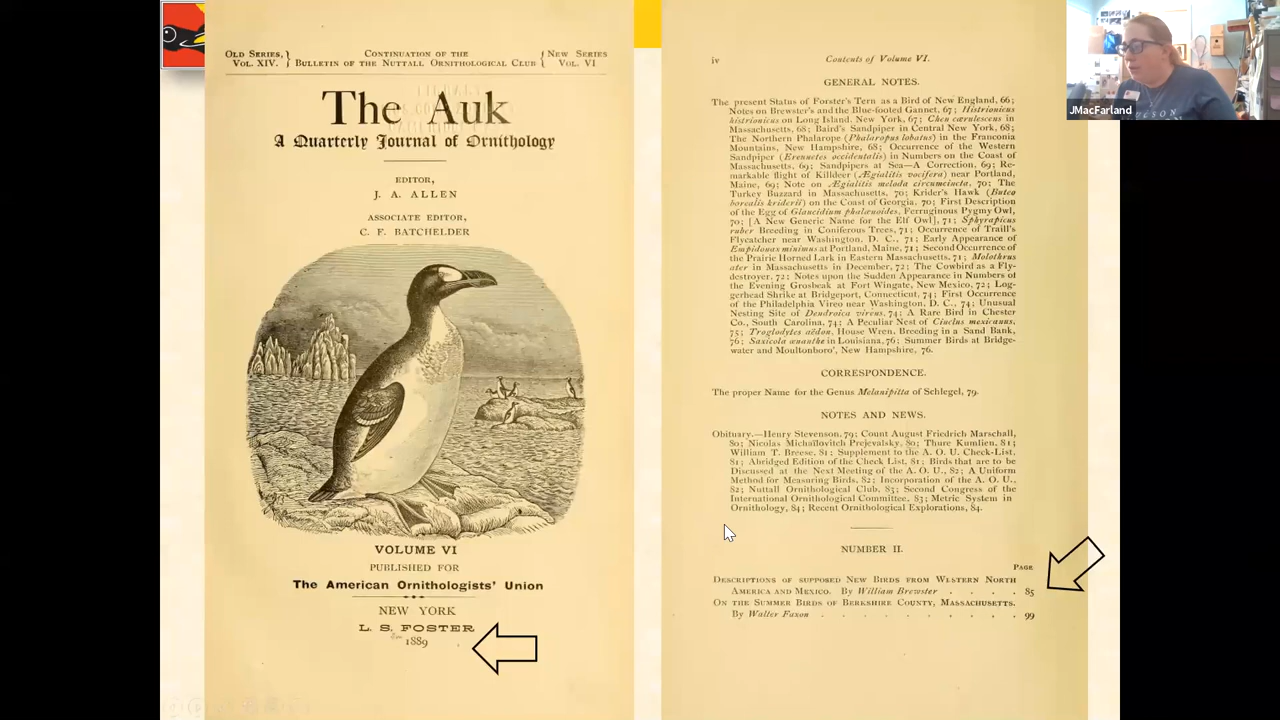 OLD SERIES, VOL. XIV. } CONTINUATION OF THE BULLETIN OF THE NUTTALL ORNITHOLOGICAL CLUB { NEW SERIES VOL. VI
The Auk
A Quarterly Journal of Ornithology
EDITOR,
J. A. ALLEN
ASSOCIATE EDITOR,
C. F. BATCHELDER
VOLUME VI
PUBLISHED FOR
The American Ornithologists' Union
NEW YORK
L. S. FOSTER
1889
iv Contents of Volume VI.
GENERAL NOTES.
The present Status of Forster's Tern as a Bird of New England, 66;
Notes on Brewster's and the Blue-footed Gannet, 67; Histrionicus
histrionicus on Long Island, New York, 67; Chen cærulescens in
Massachusetts, 68; Baird's Sandpiper in Central New York, 68;
The Northern Phalarope (Phalaropus lobatus) in the Franconia
Mountains, New Hampshire, 68; Occurrence of the Western
Sandpiper (Ereunetes occidentalis) in Numbers on the Coast of
Massachusetts, 69; Sandpipers at Sea—A Correction, 69; Re-
markable flight of Killdeer (Ægialitis vocifera) near Portland,
Maine, 69; Note on Ægialitis meloda circumcincta, 70; The
Turkey Buzzard in Massachusetts, 70; Krider's Hawk (Buteo
borealis kriderii) on the Coast of Georgia, 70; First Description
of the Egg of Glaucidium phalænoides, Ferruginous Pygmy Owl,
70; [A New Generic Name for the Elf Owl], 71; Sphyrapicus
ruber Breeding in Coniferous Trees, 71; Occurrence of Traill's
Flycatcher near Washington, D. C., 71; Early Appearance of
Empidonax minimus at Portland, Maine, 71; Second Occurrence of
the Prairie Horned Lark in Eastern Massachusetts, 71; Molothrus
ater in Massachusetts in December, 72; The Cowbird as a Fly-
destroyer, 72; Notes upon the Sudden Appearance in Numbers of
the Evening Grosbeak at Fort Wingate, New Mexico, 72; Log-
gerhead Shrike at Bridgeport, Connecticut, 74; First Occurrence
of the Philadelphia Vireo near Washington, D. C., 74; Unusual
Nesting Site of Dendroica virens, 74; A Rare Bird in Chester
Co., South Carolina, 74; A Peculiar Nest of Cinclus mexicanus,
75; Troglodytes aëdon, House Wren, Breeding in a Sand Bank,
76; Saxicola œnanthe in Louisiana, 76; Summer Birds at Bridge-
water and Moultonboro', New Hampshire, 76.
CORRESPONDENCE.
The proper Name for the Genus Melanipitta of Schlegel, 79.
NOTES AND NEWS.
Obituary.—Henry Stevenson, 79; Count August Friedrich Marschall,
80; Nicolas Michaïlovitch Prejevalsky, 80; Thure Kumlien, 81;
William T. Breese, 81; Supplement to the A. O. U. Check-List,
81; Abridged Edition of the Check List, 81; Birds that are to be
Discussed at the Next Meeting of the A. O. U., 82; A Uniform
Method for Measuring Birds, 82; Incorporation of the A. O. U.,
82; Nuttall Ornithological Club, 83; Second Congress of the
International Ornithological Committee, 83; Metric System in
Ornithology, 84; Recent Ornithological Explorations, 84.
NUMBER II.
PAGE
DESCRIPTIONS OF SUPPOSED NEW BIRDS FROM WESTERN NORTH
AMERICA AND MEXICO. By William Brewster . . . . 85
ON THE SUMMER BIRDS OF BERKSHIRE COUNTY, MASSACHUSETTS.
By Walter Faxon . . . . . . . . . . 99
JMacFarland